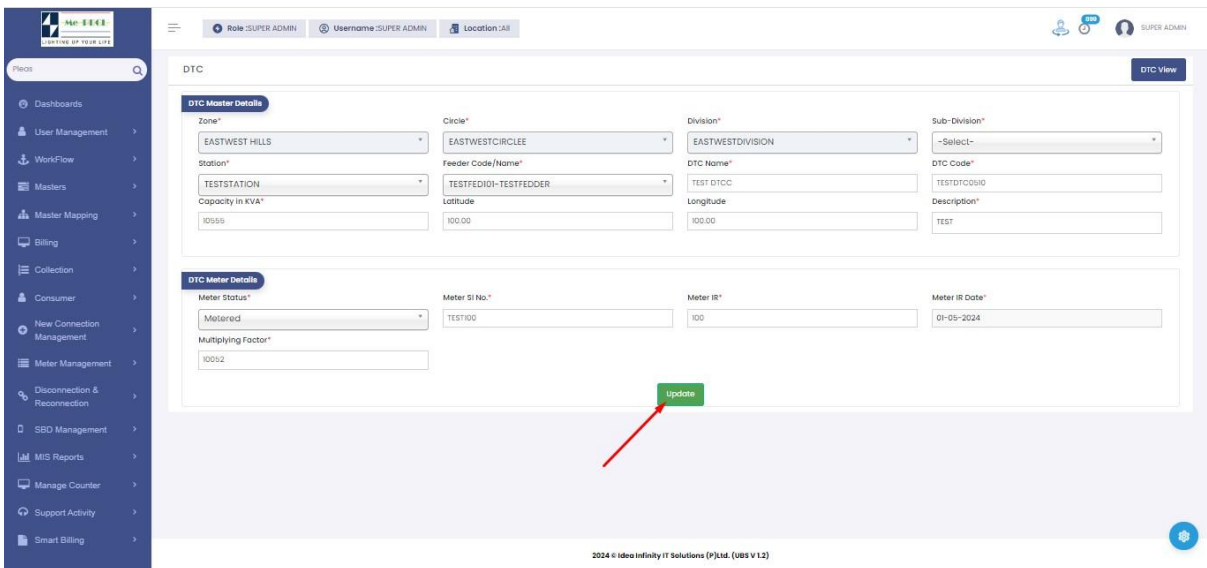 Me-PDCL
LIGHTING UP YOUR LIFE
Role :SUPER ADMIN Username :SUPER ADMIN Location :All
SUPER ADMIN
Pleas
Dashboards
User Management
WorkFlow
Masters
Master Mapping
Billing
Collection
Consumer
New Connection
Management
Meter Management
Disconnection &
Reconnection
SBD Management
MIS Reports
Manage Counter
Support Activity
Smart Billing
DTC
DTC View
DTC Master Details
Zone* Circle* Division* Sub-Division*
EASTWEST HILLS EASTWESTCIRCLEE EASTWESTDIVISION -Select-
Station* Feeder Code/Name* DTC Name* DTC Code*
TESTSTATION TESTFED101-TESTFEDDER TEST DTCC TESTDTC0510
Capacity in KVA* Latitude Longitude Description*
10555 100.00 100.00 TEST
DTC Meter Details
Meter Status* Meter Sl No.* Meter IR* Meter IR Date*
Metered TEST100 100 01-05-2024
Multiplying Factor*
10052
Update
2024 © Idea Infinity IT Solutions (P)Ltd. (UBS V 1.2)